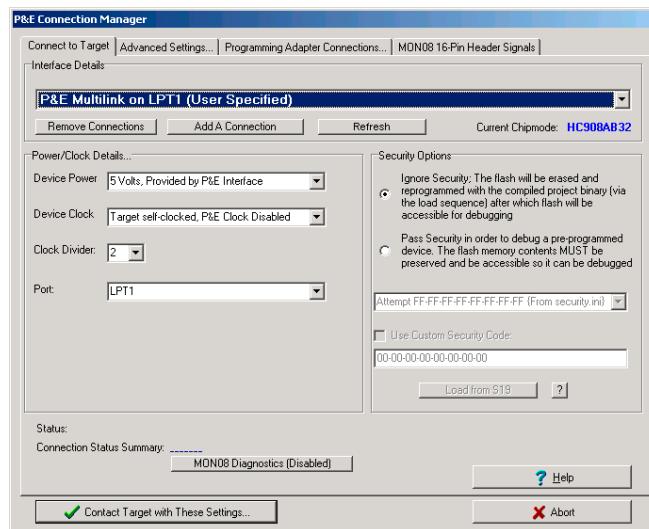 P&E Connection Manager
Connect to Target
Advanced Settings...
Programming Adapter Connections...
MON08 16-Pin Header Signals
Interface Details
P&E Multilink on LPT1 (User Specified)
Remove Connections
Add A Connection
Refresh
Current Chipmode: HC908AB32
Power/Clock Details...
Device Power
5 Volts, Provided by P&E Interface
Device Clock
Target self-clocked, P&E Clock Disabled
Clock Divider:
2
Port:
LPT1
Security Options
Ignore Security; The flash will be erased and
reprogrammed with the compiled project binary (via
the load sequence) after which flash will be
accessible for debugging
Pass Security in order to debug a pre-programmed
device. The flash memory contents MUST be
preserved and be accessible so it can be debugged
Attempt FF-FF-FF-FF-FF-FF-FF-FF (From security.ini)
Use Custom Security Code:
00-00-00-00-00-00-00-00
Load from S19
?
Status:
Connection Status Summary: _______
MON08 Diagnostics (Disabled)
? Help
Contact Target with These Settings...
Abort